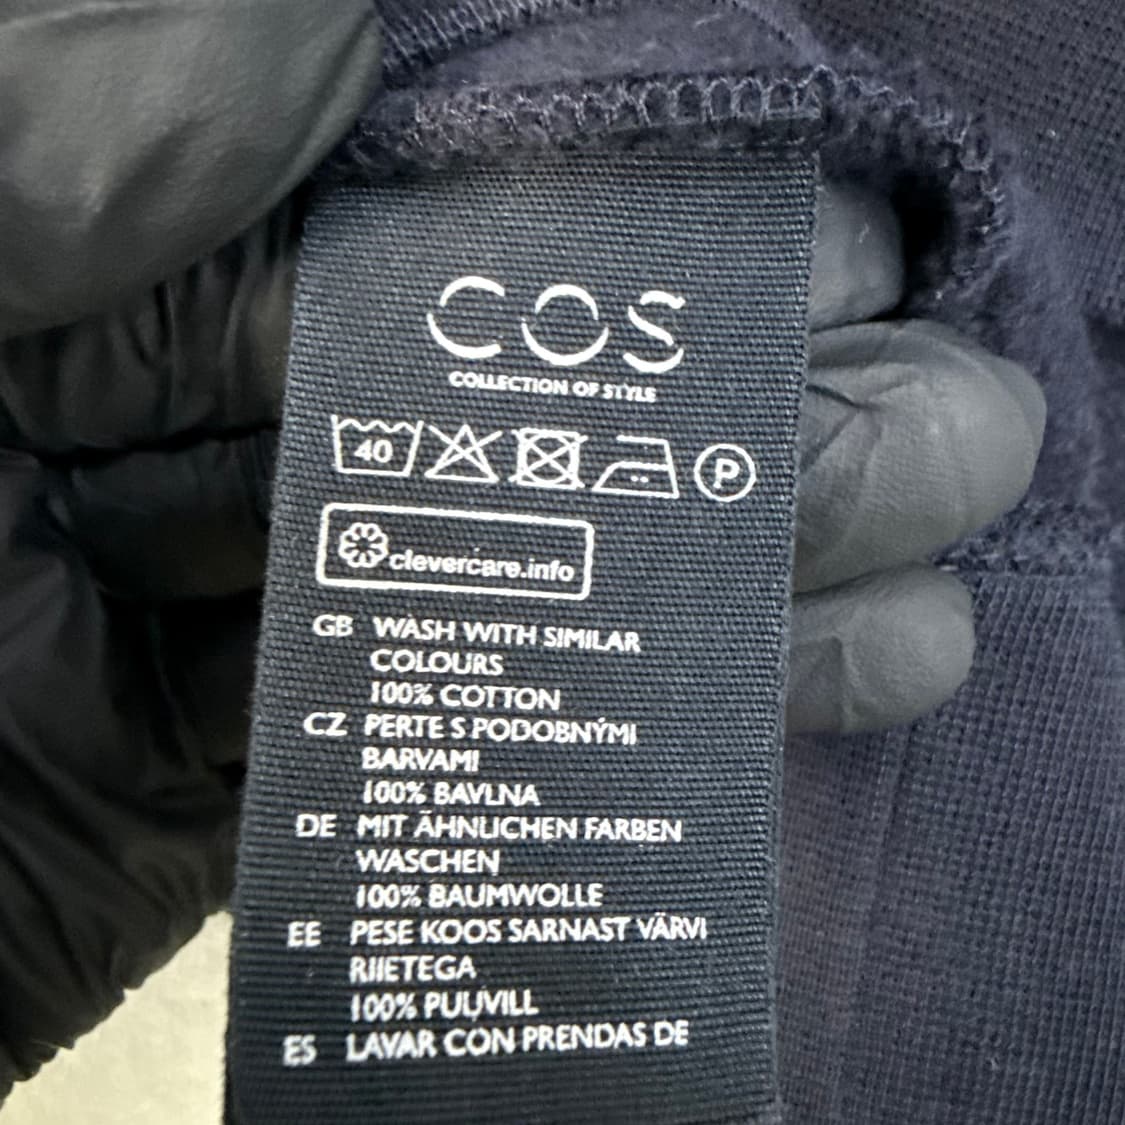 COS
COLLECTION OF STYLE
40 P
clevercare.info
GB WASH WITH SIMILAR
COLOURS
100% COTTON
CZ PERTE S PODOBNÝMI
BARVAMI
100% BAVLNA
DE MIT ÄHNLICHEN FARBEN
WASCHEN
100% BAUMWOLLE
EE PESE KOOS SARNAST VÄRVI
RIIETEGA
100% PUUVILL
ES LAVAR CON PRENDAS DE